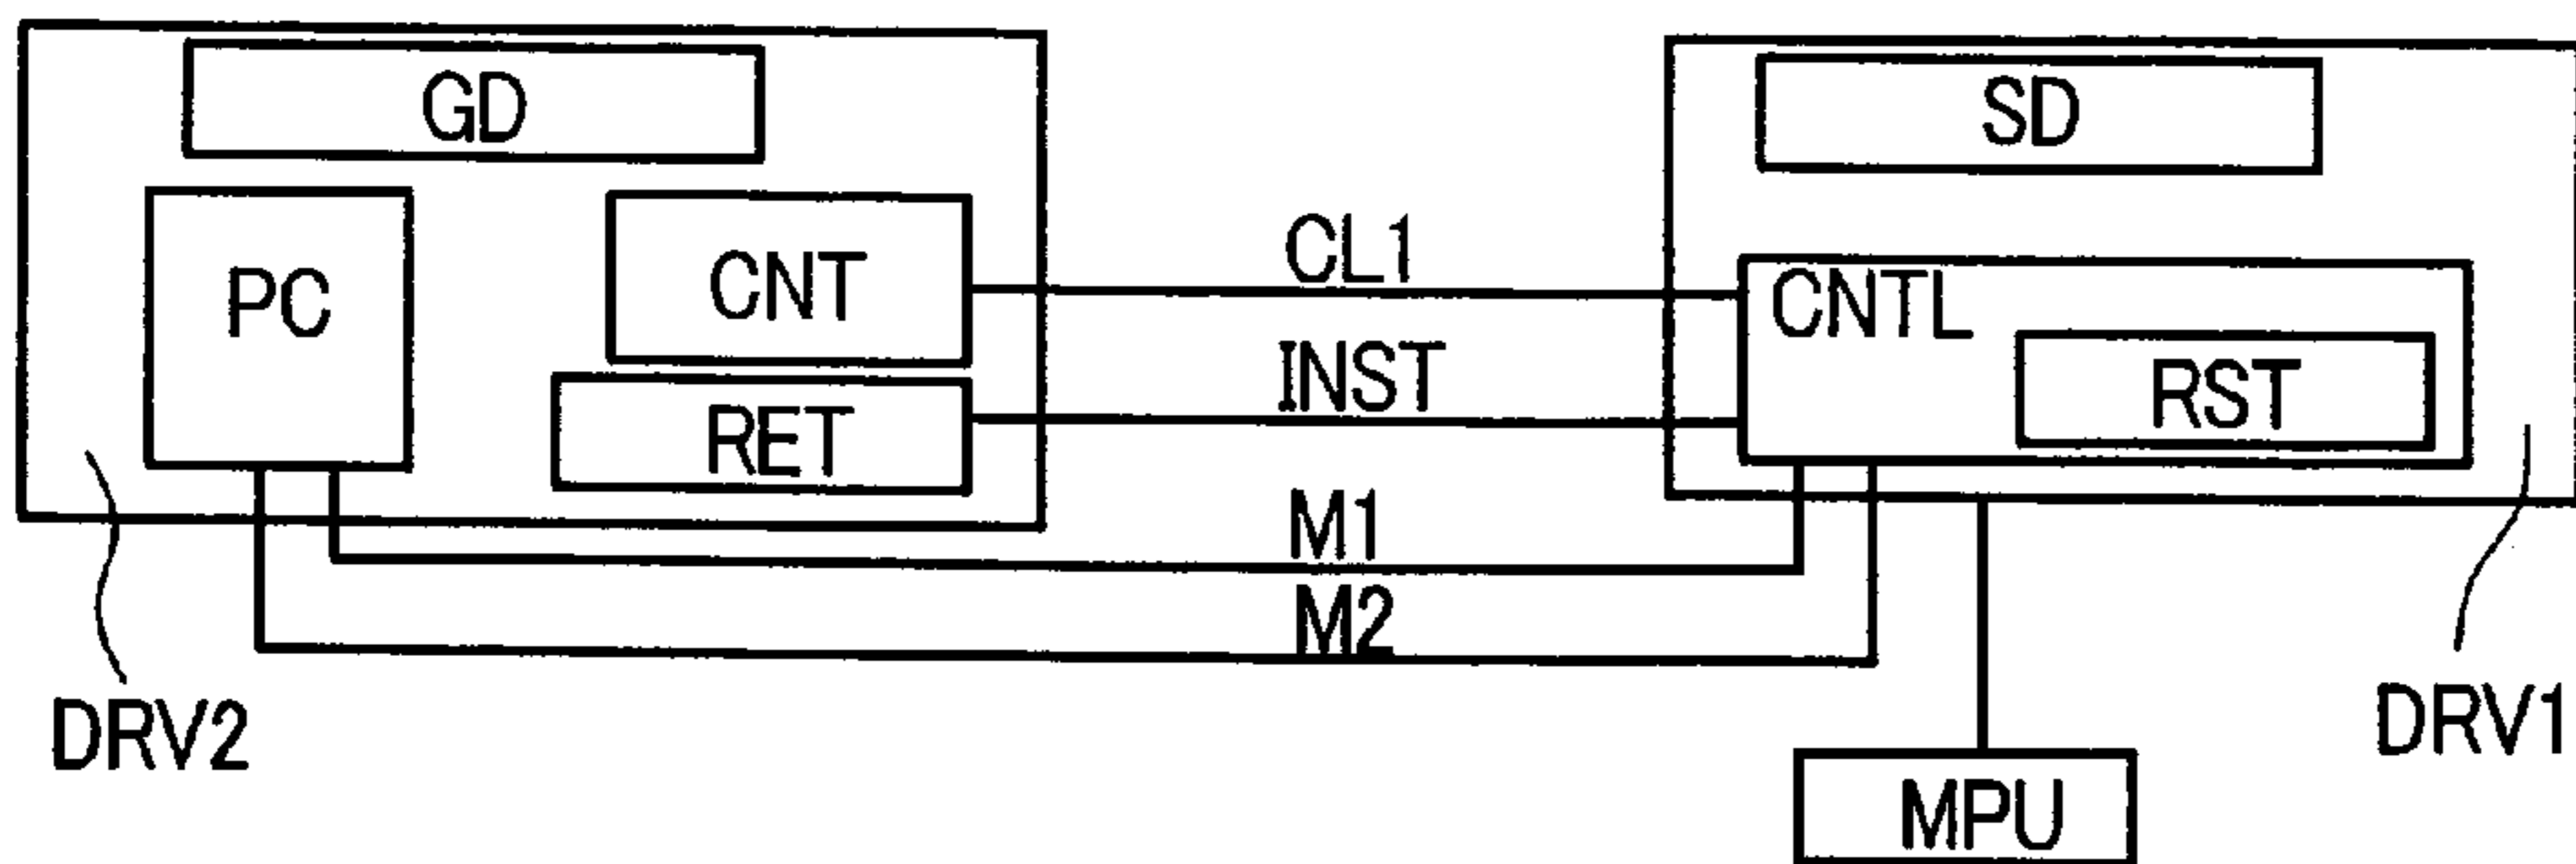 GD
SD
PC
CNT
CL1
CNTL
INST
RET
RST
M1
M2
DRV2
DRV1
MPU